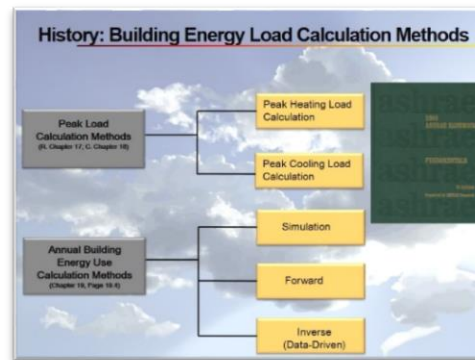 History: Building Energy Load Calculation Methods
Peak Load
Calculation Methods
(R. Chapter 17; C. Chapter 18)
Peak Heating Load
Calculation
Peak Cooling Load
Calculation
Annual Building
Energy Use
Calculation Methods
(Chapter 19, Page 19.4)
Simulation
Forward
Inverse
(Data-Driven)
ashrae
FUNDAMENTALS